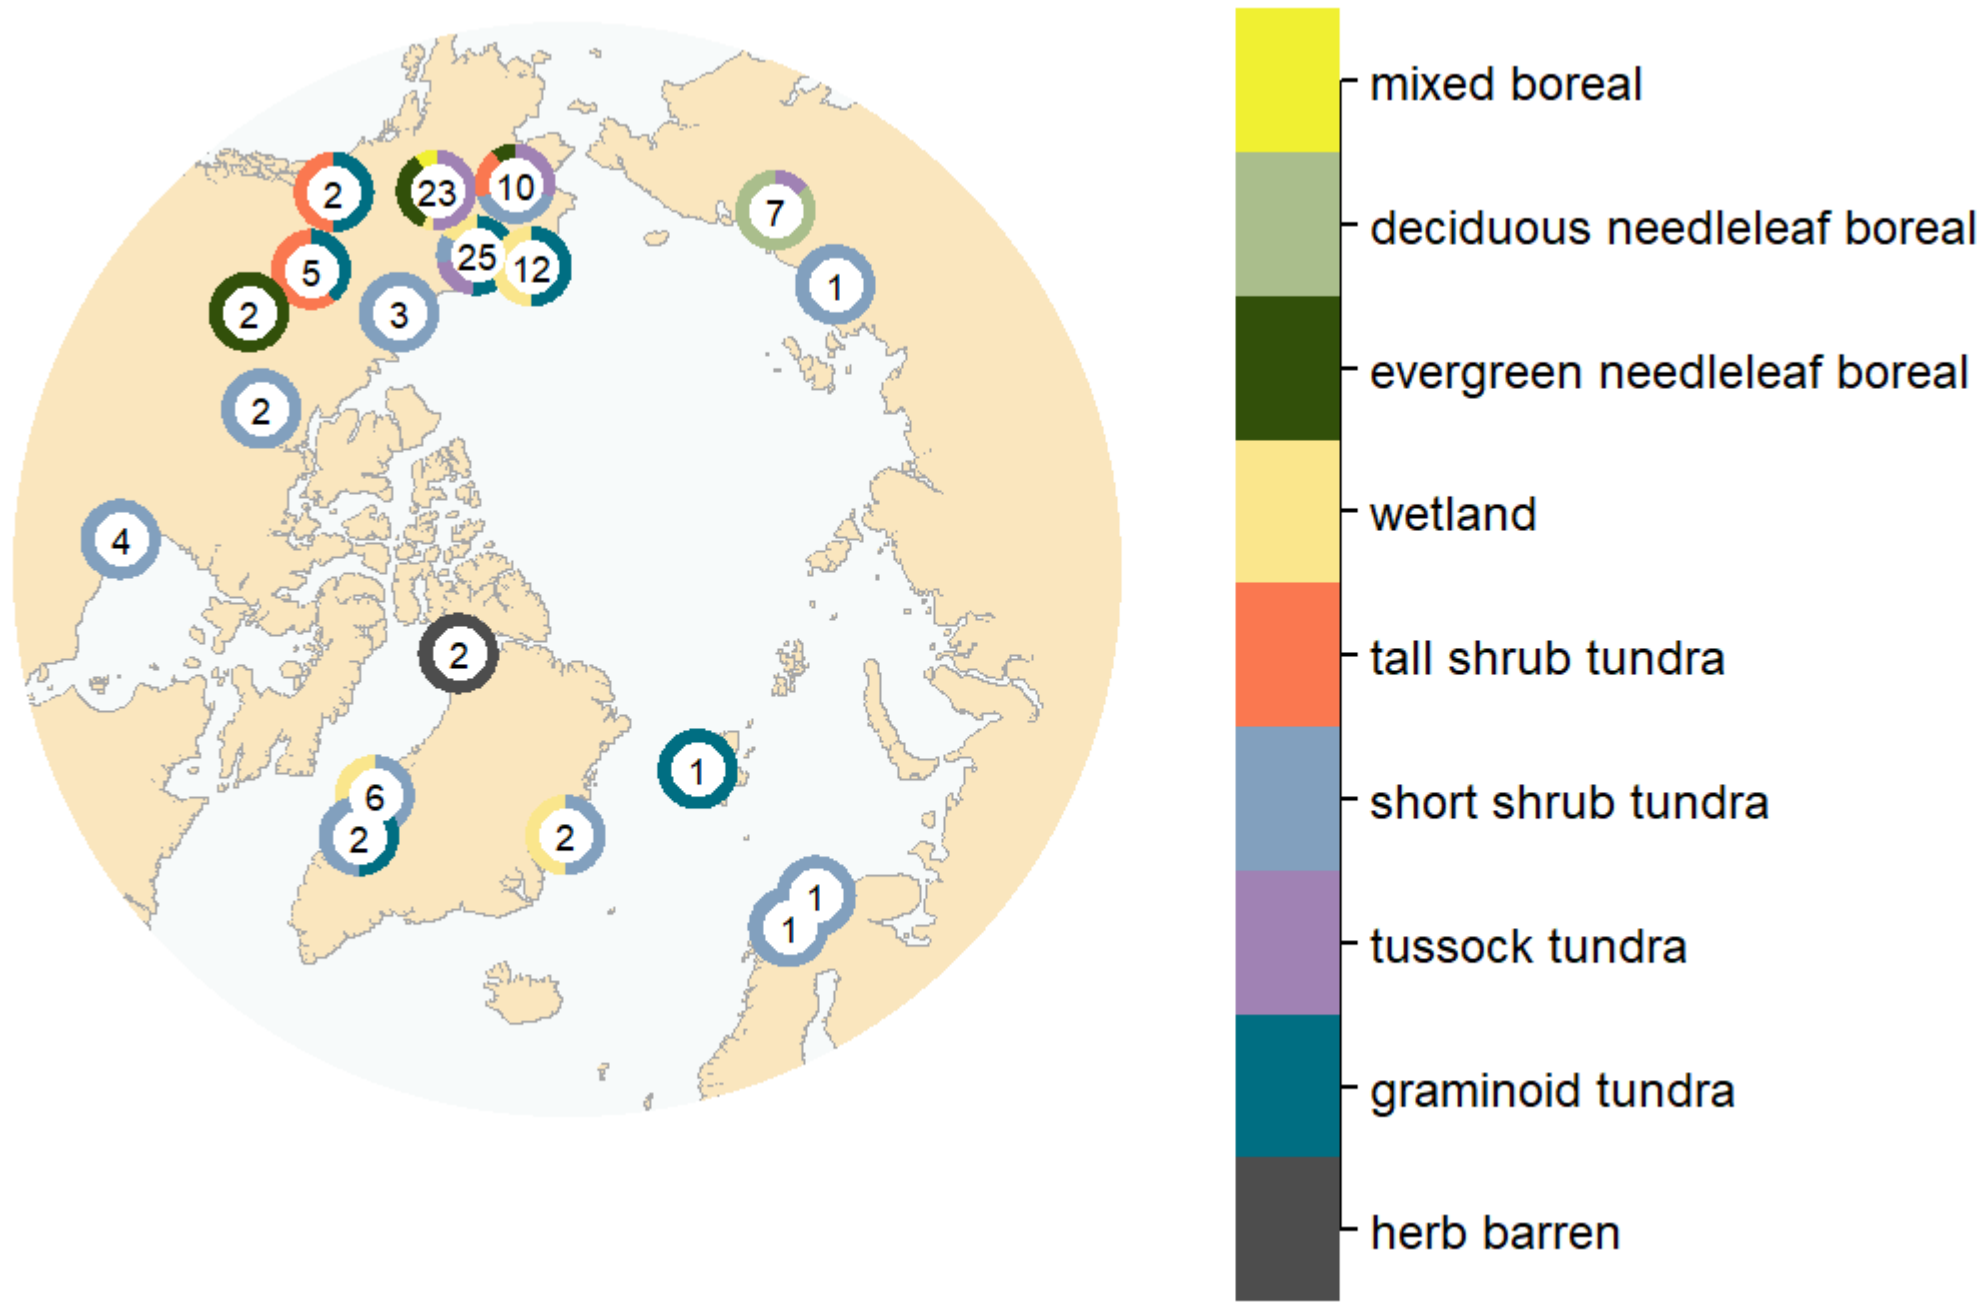 2
23
10
7
5
25
12
2
3
1
2
4
2
6
2
2
1
1
1
mixed boreal
deciduous needleleaf boreal
evergreen needleleaf boreal
wetland
tall shrub tundra
short shrub tundra
tussock tundra
graminoid tundra
herb barren